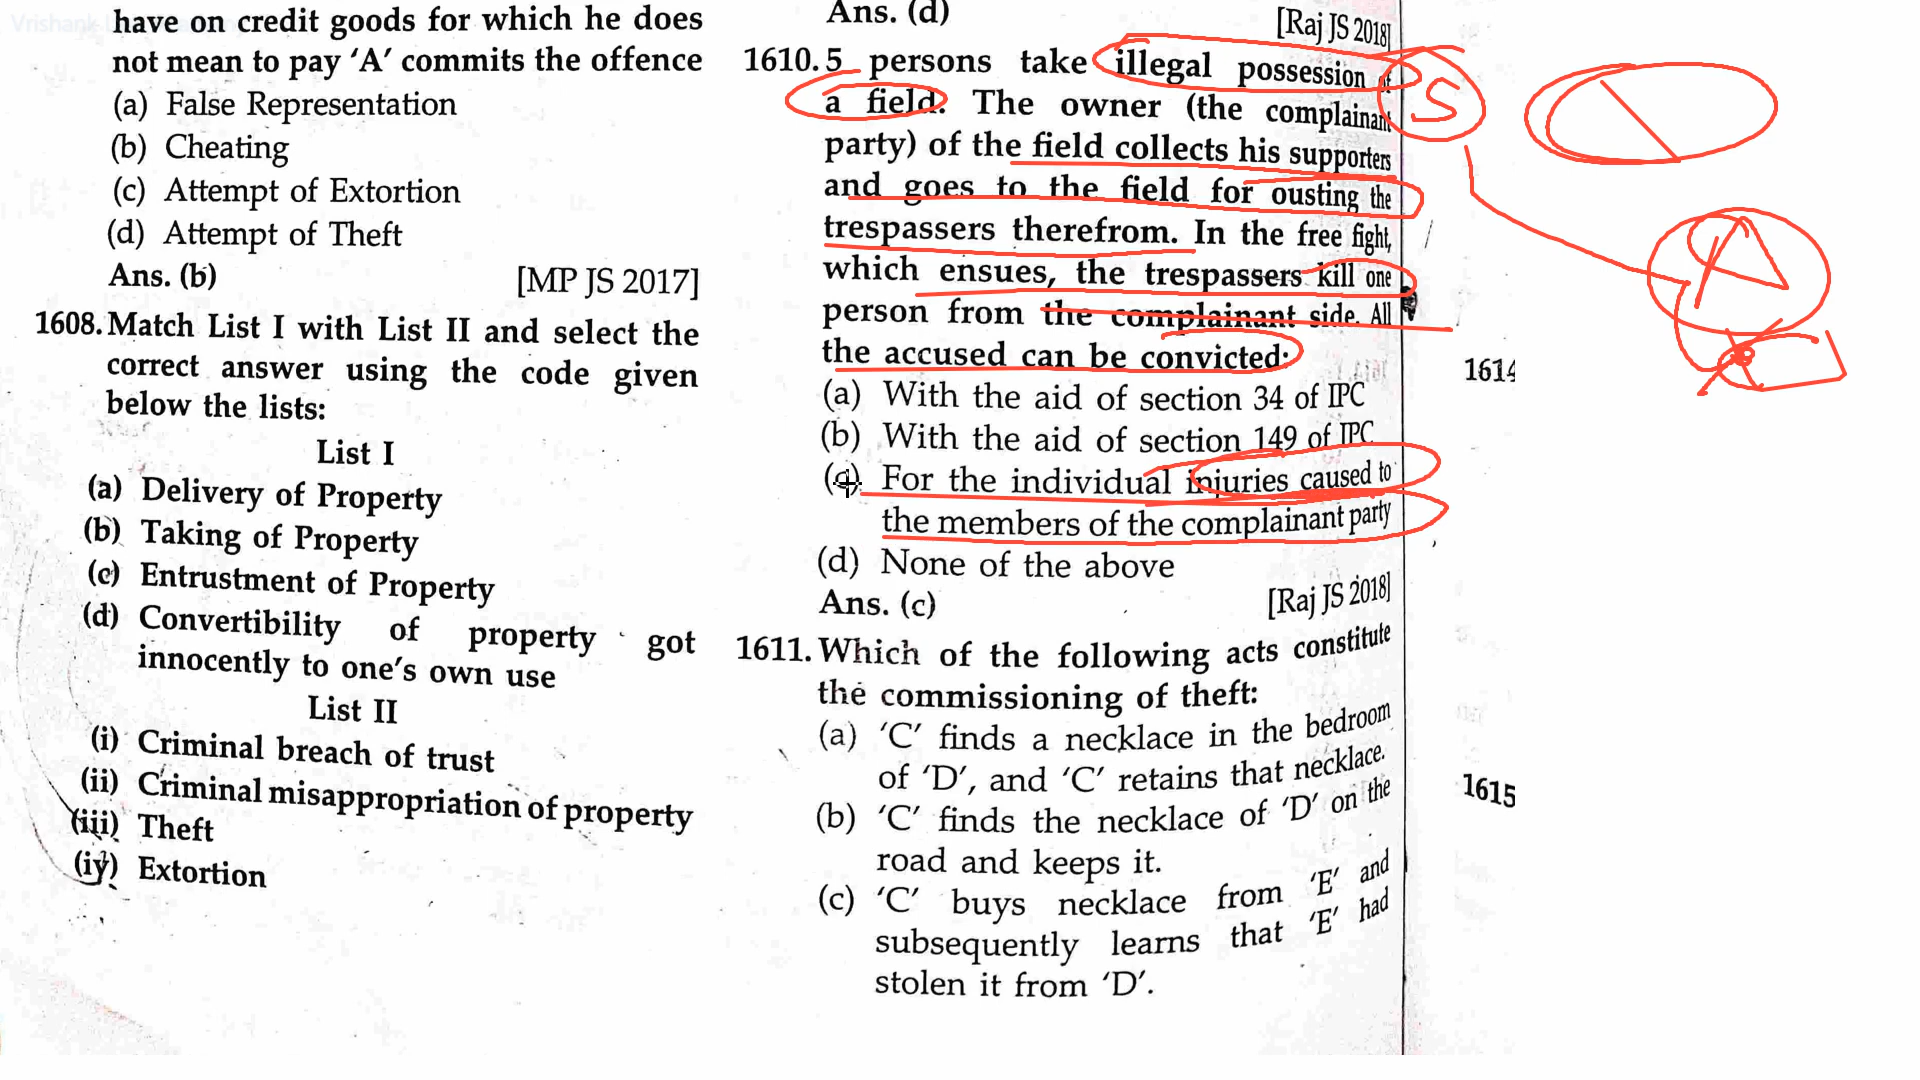 have on credit goods for which he does
not mean to pay ‘A’ commits the offence
(a) False Representation
(b) Cheating
(c) Attempt of Extortion
(d) Attempt of Theft
Ans. (b) [MP JS 2017]
1608. Match List I with List II and select the
correct answer using the code given
below the lists:
List I
(a) Delivery of Property
(b) Taking of Property
(c) Entrustment of Property
(d) Convertibility of property got
innocently to one’s own use
List II
(i) Criminal breach of trust
(ii) Criminal misappropriation of property
(iii) Theft
(iv) Extortion
Ans. (d)
[Raj JS 2018]
1610. 5 persons take illegal possession of
a field. The owner (the complainant
party) of the field collects his supporters
and goes to the field for ousting the
trespassers therefrom. In the free fight,
which ensues, the trespassers kill one
person from the complainant side. All
the accused can be convicted:
(a) With the aid of section 34 of IPC
(b) With the aid of section 149 of IPC
(c) For the individual injuries caused to
the members of the complainant party
(d) None of the above
Ans. (c) [Raj JS 2018]
1611. Which of the following acts constitute
the commissioning of theft:
(a) ‘C’ finds a necklace in the bedroom
of ‘D’, and ‘C’ retains that necklace.
(b) ‘C’ finds the necklace of ‘D’ on the
road and keeps it.
(c) ‘C’ buys necklace from ‘E’ and
subsequently learns that ‘E’ had
stolen it from ‘D’.
1614
1615